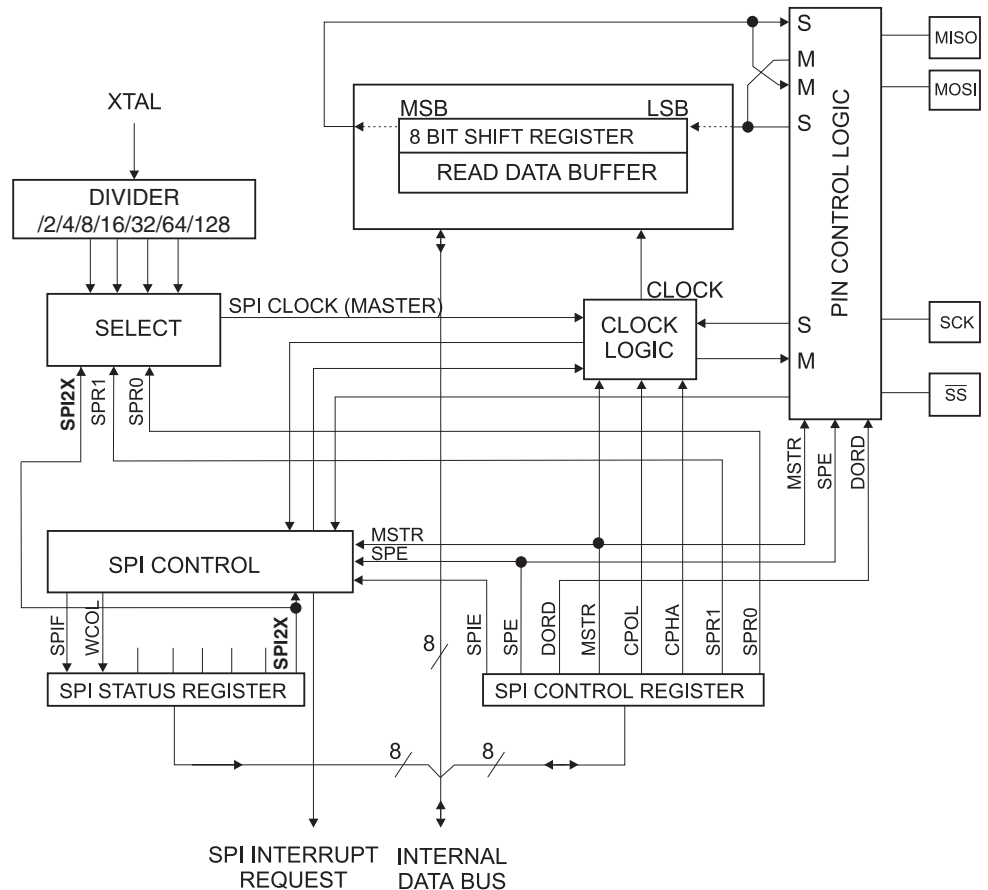 S
MISO
M
M
MOSI
S
MSB
LSB
8 BIT SHIFT REGISTER
READ DATA BUFFER
XTAL
DIVIDER
/2/4/8/16/32/64/128
PIN CONTROL LOGIC
SPI CLOCK (MASTER)
CLOCK
SELECT
CLOCK
LOGIC
S
M
SCK
SS
SPI2X
SPR1
SPR0
MSTR
SPE
DORD
MSTR
SPE
SPI CONTROL
SPIF
WCOL
SPI2X
8
SPIE
SPE
DORD
MSTR
CPOL
CPHA
SPR1
SPR0
SPI STATUS REGISTER
SPI CONTROL REGISTER
8
8
SPI INTERRUPT
REQUEST
INTERNAL
DATA BUS